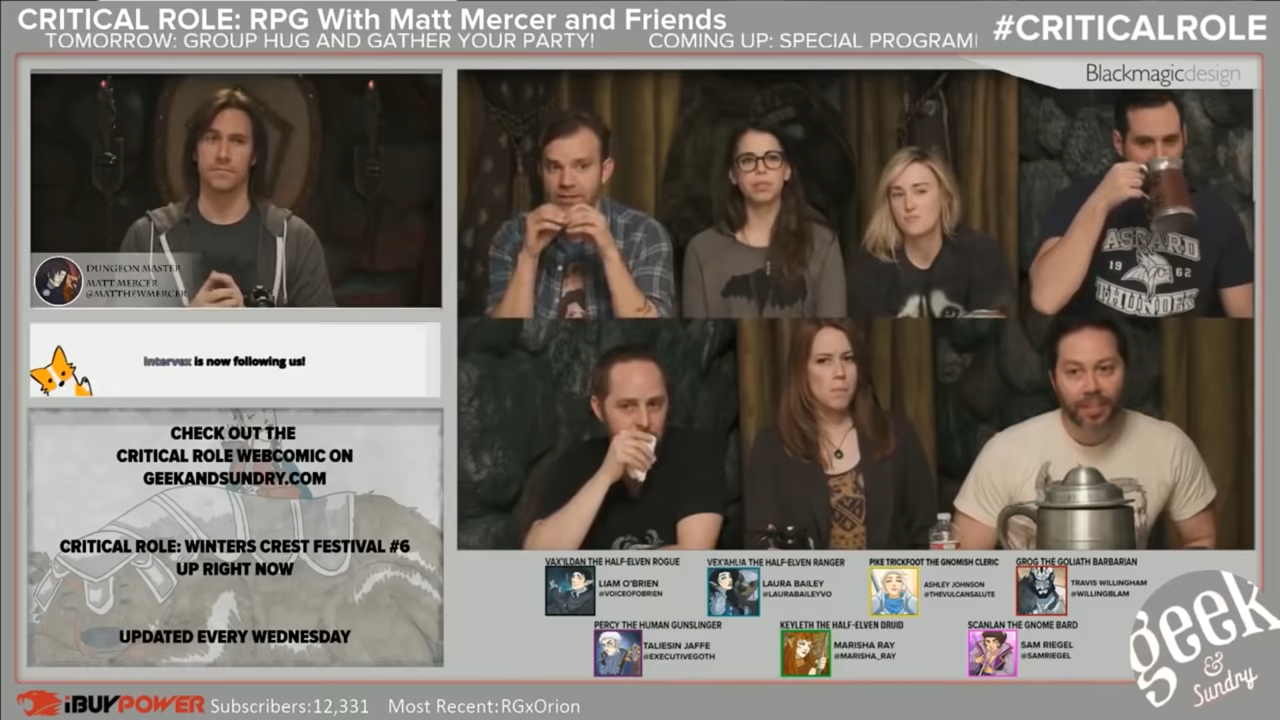 CRITICAL ROLE: RPG With Matt Mercer and Friends
TOMORROW: GROUP HUG AND GATHER YOUR PARTY! COMING UP: SPECIAL PROGRAM
#CRITICALROLE
Blackmagicdesign
DUNGEON MASTER
MATT MERCER
@MATTHEWMERCER
ASGARD
19 62
THUNDER
Intervex is now following us!
CHECK OUT THE
CRITICAL ROLE WEBCOMIC ON
GEEKANDSUNDRY.COM
CRITICAL ROLE: WINTERS CREST FESTIVAL #6
UP RIGHT NOW
UPDATED EVERY WEDNESDAY
VAX'ILDAN THE HALF-ELVEN ROGUE
LIAM O'BRIEN
@VOICEOFOBRIEN
VEX'AHLIA THE HALF-ELVEN RANGER
LAURA BAILEY
@LAURABAILEYVO
PIKE TRICKFOOT THE GNOMISH CLERIC
ASHLEY JOHNSON
@THEVULCANSALUTE
GROG THE GOLIATH BARBARIAN
TRAVIS WILLINGHAM
@WILLINGBLAM
PERCY THE HUMAN GUNSLINGER
TALIESIN JAFFE
@EXECUTIVEGOTH
KEYLETH THE HALF-ELVEN DRUID
MARISHA RAY
@MARISHA_RAY
SCANLAN THE GNOME BARD
SAM RIEGEL
@SAMRIEGEL
geek
&
Sundry
iBUYPOWER Subscribers:12,331 Most Recent:RGxOrion